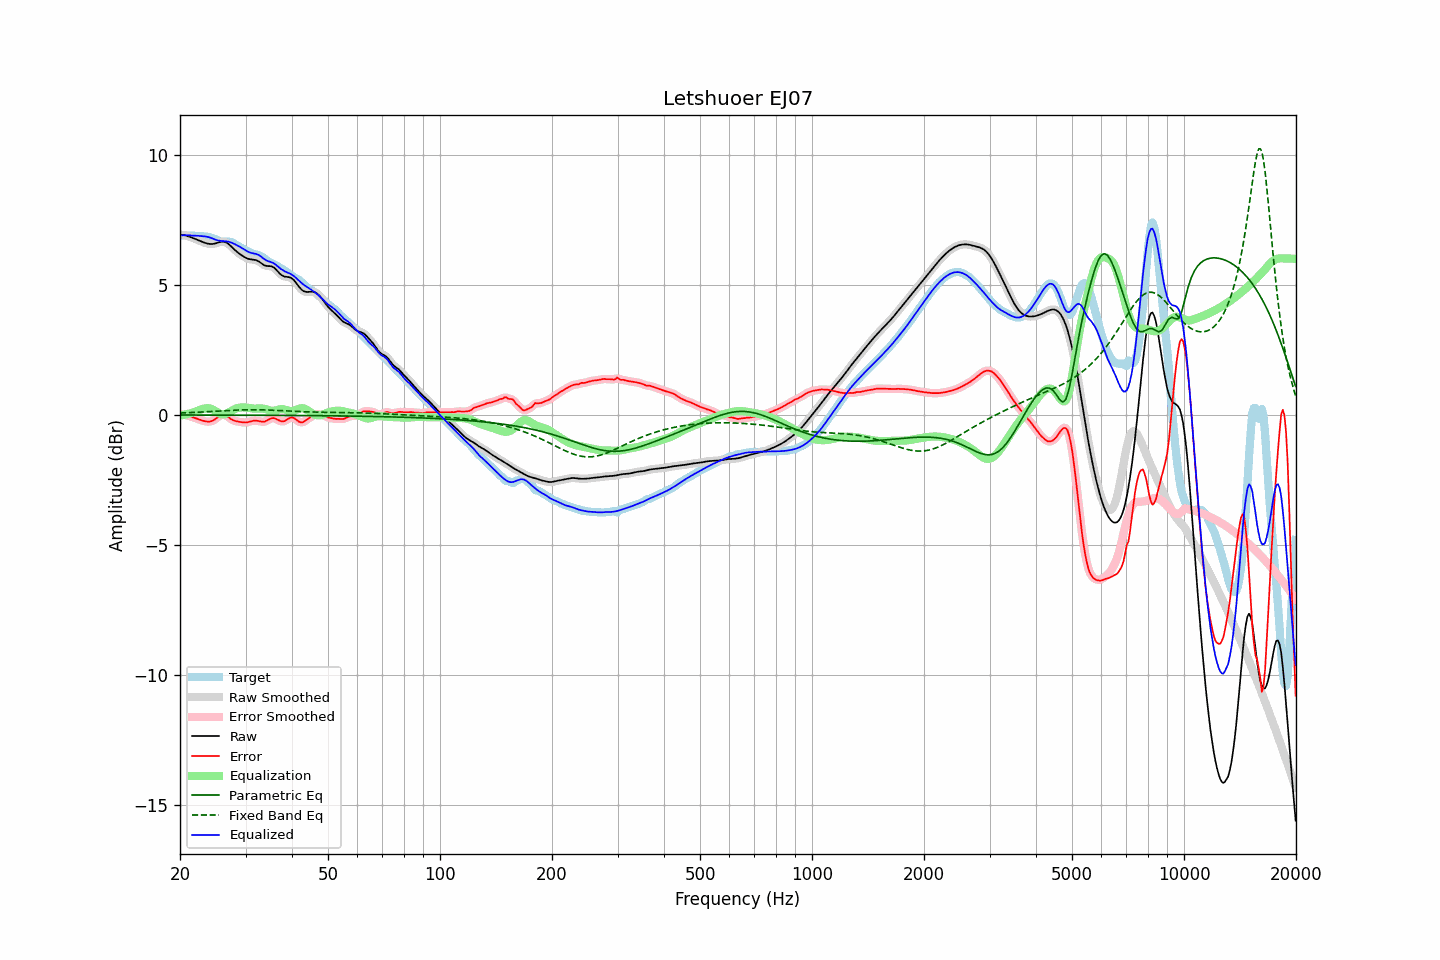 Letshuoer EJ07
Amplitude (dBr)
10
5
0
−5
−10
−15
Target
Raw Smoothed
Error Smoothed
Raw
Error
Equalization
Parametric Eq
Fixed Band Eq
Equalized
20 50 100 200 500 1000 2000 5000 10000 20000
Frequency (Hz)